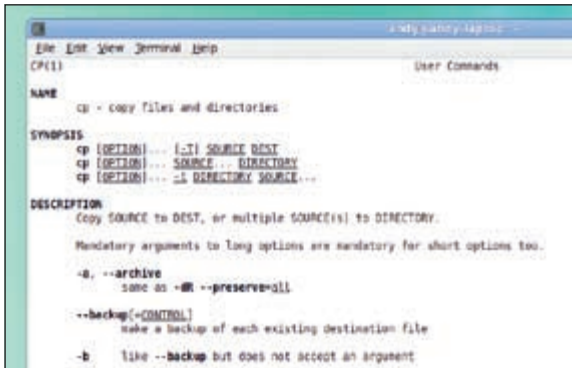 File Edit View Terminal Help
CP(1) User Commands
NAME
cp - copy files and directories
SYNOPSIS
cp [OPTION]... [-T] SOURCE DEST
cp [OPTION]... SOURCE... DIRECTORY
cp [OPTION]... -t DIRECTORY SOURCE...
DESCRIPTION
Copy SOURCE to DEST, or multiple SOURCE(s) to DIRECTORY.
Mandatory arguments to long options are mandatory for short options too.
-a, --archive
same as -dR --preserve=all
--backup[=CONTROL]
make a backup of each existing destination file
-b like --backup but does not accept an argument